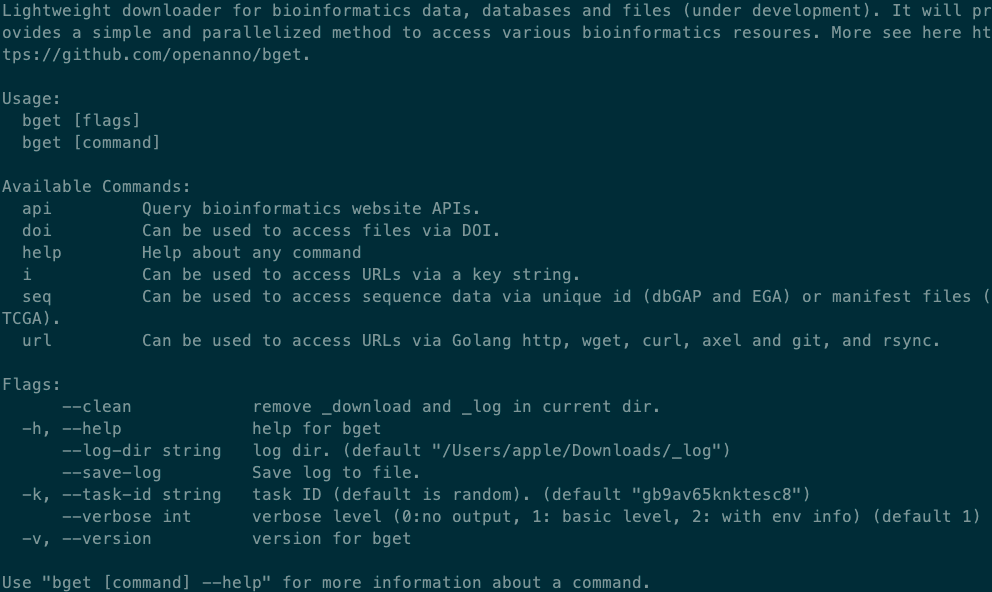 Lightweight downloader for bioinformatics data, databases and files (under development). It will pr
ovides a simple and parallelized method to access various bioinformatics resoures. More see here ht
tps://github.com/openanno/bget.

Usage:
  bget [flags]
  bget [command]

Available Commands:
  api         Query bioinformatics website APIs.
  doi         Can be used to access files via DOI.
  help        Help about any command
  i           Can be used to access URLs via a key string.
  seq         Can be used to access sequence data via unique id (dbGAP and EGA) or manifest files (
TCGA).
  url         Can be used to access URLs via Golang http, wget, curl, axel and git, and rsync.

Flags:
      --clean            remove _download and _log in current dir.
  -h, --help             help for bget
      --log-dir string   log dir. (default "/Users/apple/Downloads/_log")
      --save-log         Save log to file.
  -k, --task-id string   task ID (default is random). (default "gb9av65knktesc8")
      --verbose int      verbose level (0:no output, 1: basic level, 2: with env info) (default 1)
  -v, --version          version for bget

Use "bget [command] --help" for more information about a command.